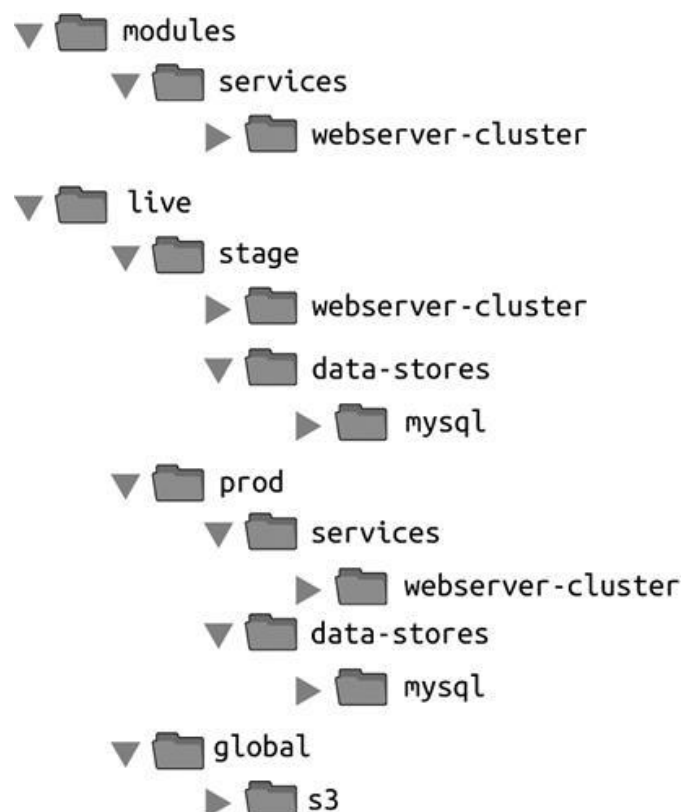 modules
services
webserver-cluster
live
stage
webserver-cluster
data-stores
mysql
prod
services
webserver-cluster
data-stores
mysql
global
s3